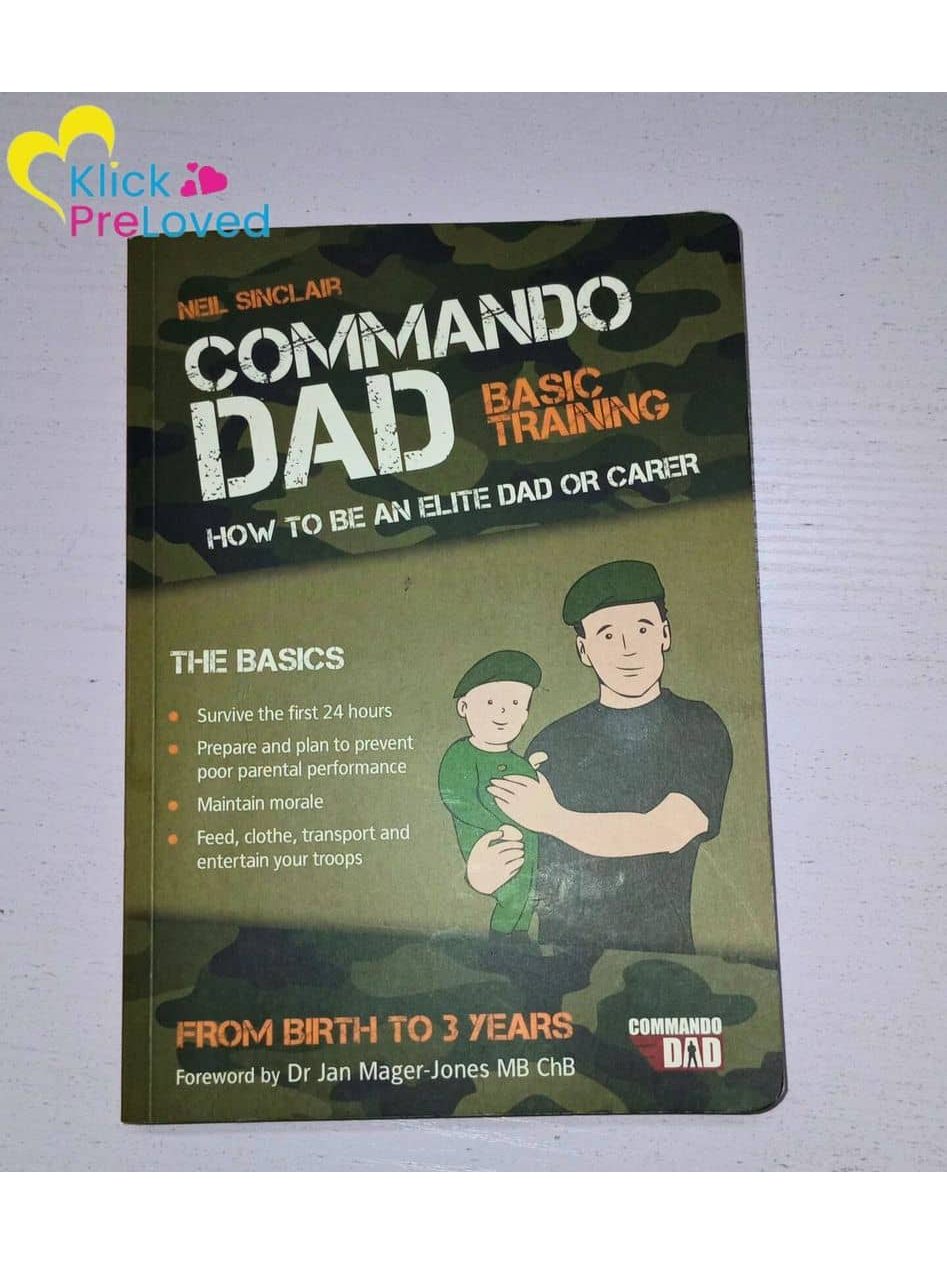 Klick
PreLoved
NEIL SINCLAIR
COMMANDO
DAD
BASIC
TRAINING
HOW TO BE AN ELITE DAD OR CARER
THE BASICS
• Survive the first 24 hours
• Prepare and plan to prevent
poor parental performance
• Maintain morale
• Feed, clothe, transport and
entertain your troops
FROM BIRTH TO 3 YEARS
Foreword by Dr Jan Mager-Jones MB ChB
COMMANDO
DAD